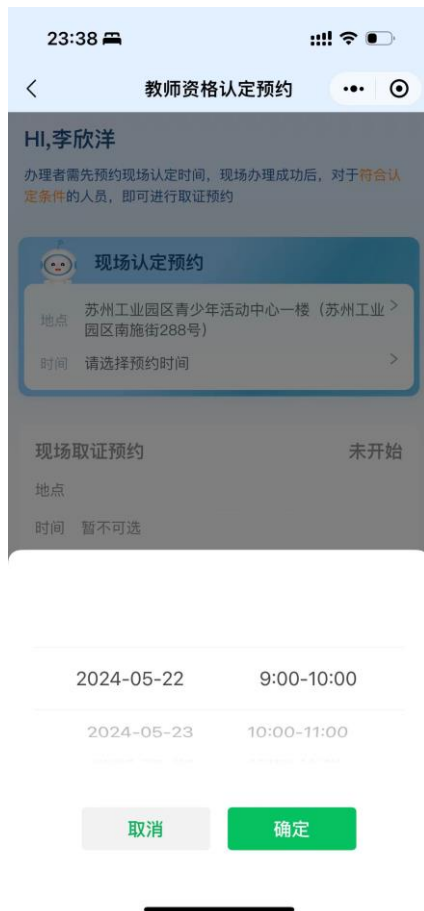 23:38
教师资格认定预约
HI,李欣洋
办理者需先预约现场认定时间，现场办理成功后，对于符合认
定条件的人员，即可进行取证预约
现场认定预约
地点 苏州工业园区青少年活动中心一楼（苏州工业
园区南施街288号）
时间 请选择预约时间
现场取证预约 未开始
地点
时间 暂不可选
2024-05-22 9:00-10:00
2024-05-23 10:00-11:00
取消 确定